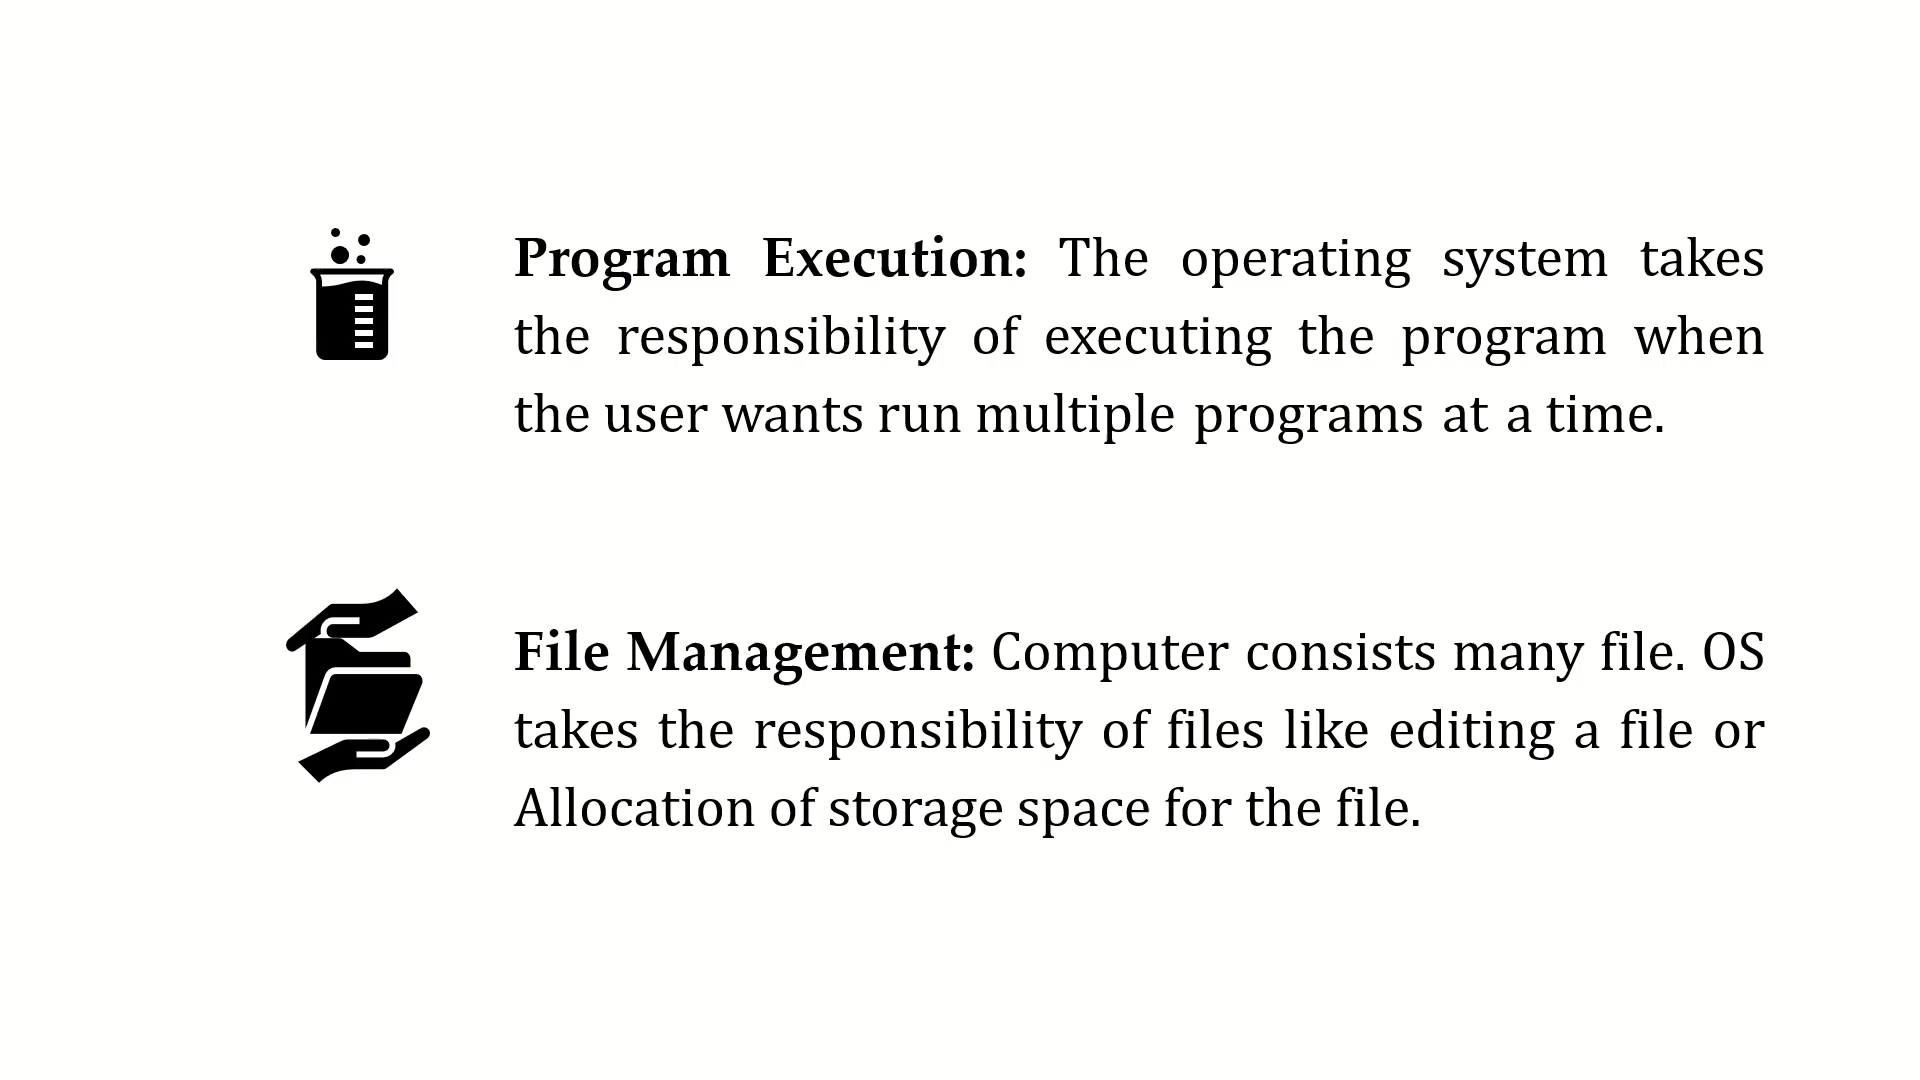 Program Execution: The operating system takes
the responsibility of executing the program when
the user wants run multiple programs at a time.
File Management: Computer consists many file. OS
takes the responsibility of files like editing a file or
Allocation of storage space for the file.